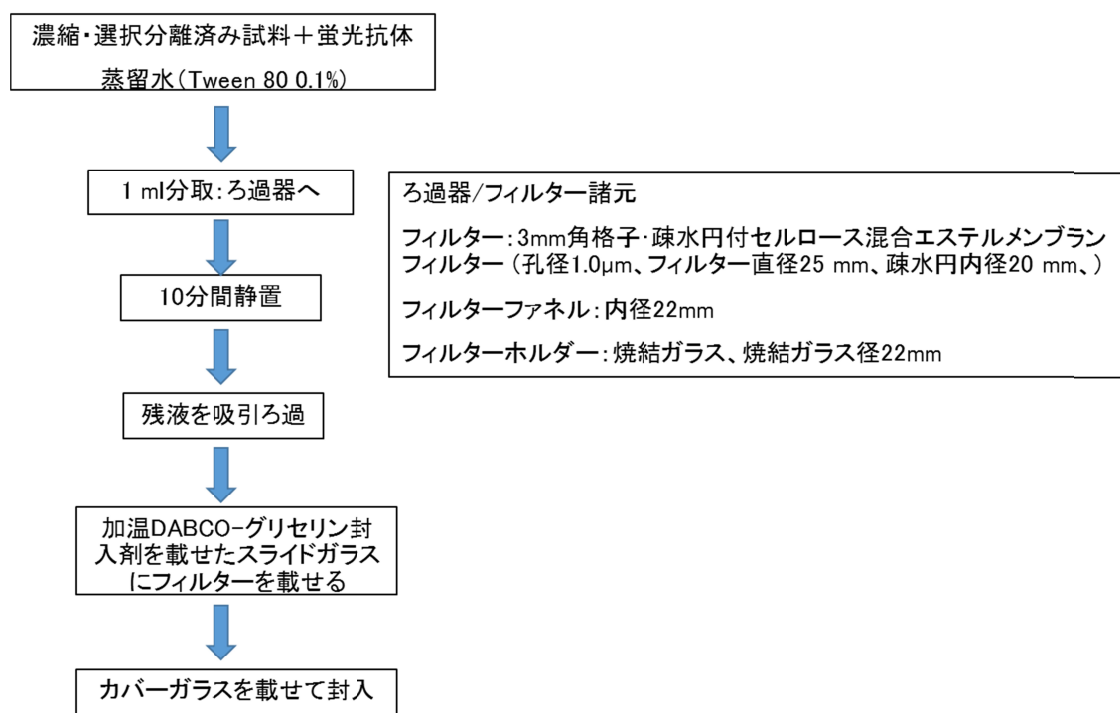 濃縮・選択分離済み試料＋蛍光抗体
蒸留水（Tween 80 0.1%）
1 ml分取：ろ過器へ
10分間静置
残液を吸引ろ過
加温DABCO-グリセリン封
入剤を載せたスライドガラス
にフィルターを載せる
カバーガラスを載せて封入
ろ過器/フィルター諸元
フィルター：3mm角格子・疎水円付セルロース混合エステルメンブラン
フィルター（孔径1.0μm、フィルター直径25 mm、疎水円内径20 mm、）
フィルターファネル：内径22mm
フィルターホルダー：焼結ガラス、焼結ガラス径22mm